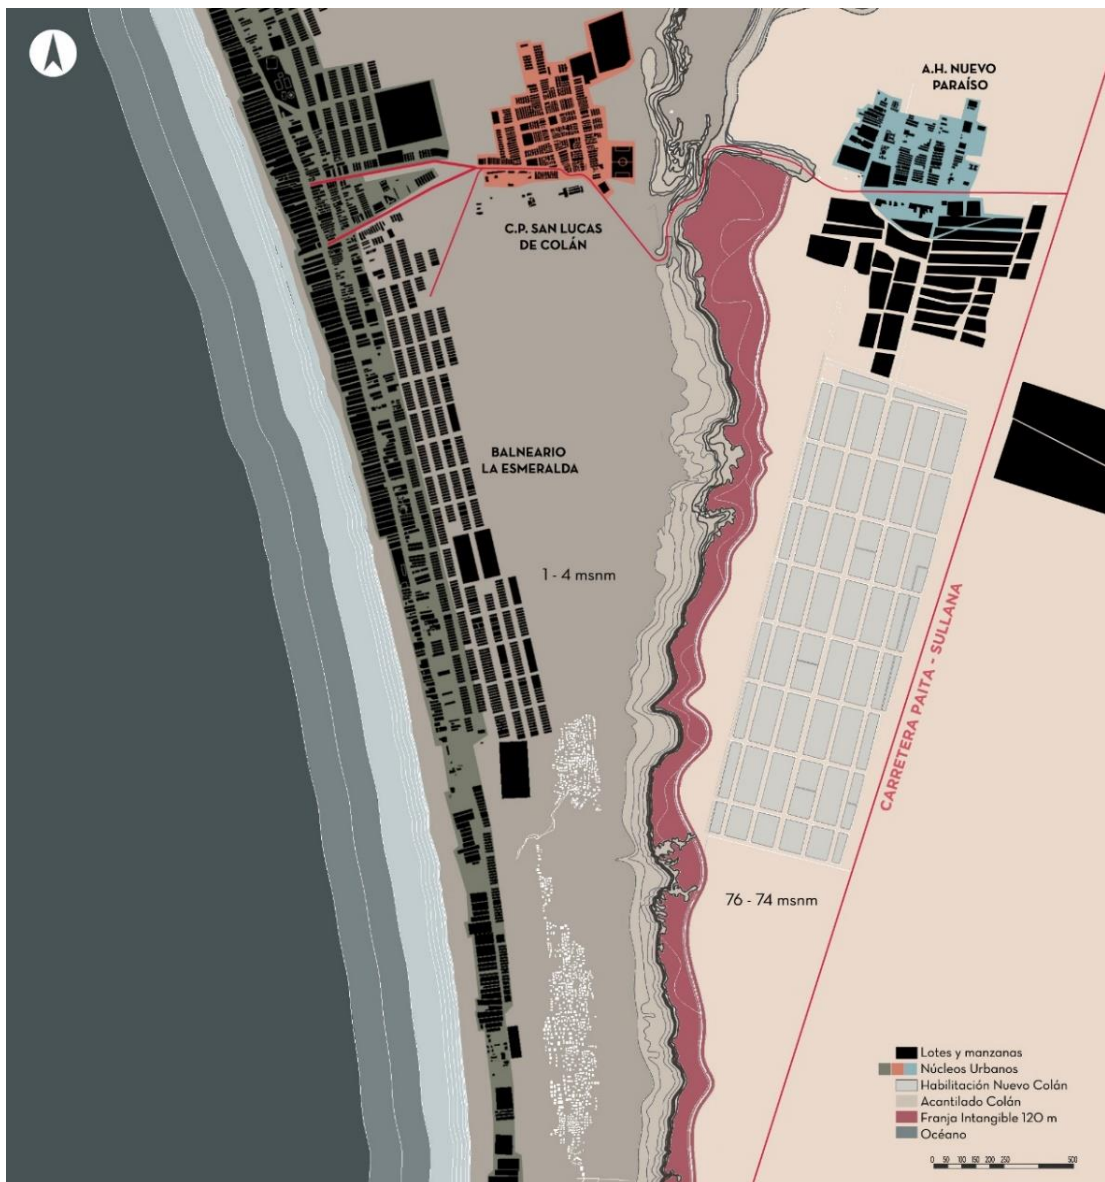 A.H. NUEVO
PARAÍSO
C.P. SAN LUCAS
DE COLÁN
BALNEARIO
LA ESMERALDA
1 - 4 msnm
CARRETERA PAITA - SULLANA
76 - 74 msnm
Lotes y manzanas
Núcleos Urbanos
Habilitación Nuevo Colán
Acantilado Colán
Franja Intangible 120 m
Océano
0 50 100 150 200 250 500